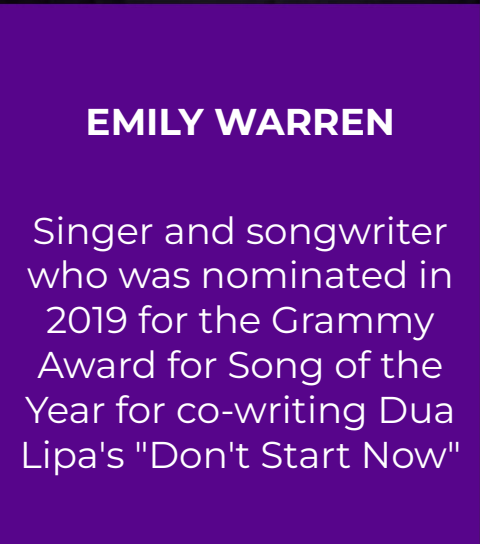 EMILY WARREN
Singer and songwriter
who was nominated in
2019 for the Grammy
Award for Song of the
Year for co-writing Dua
Lipa's "Don't Start Now"